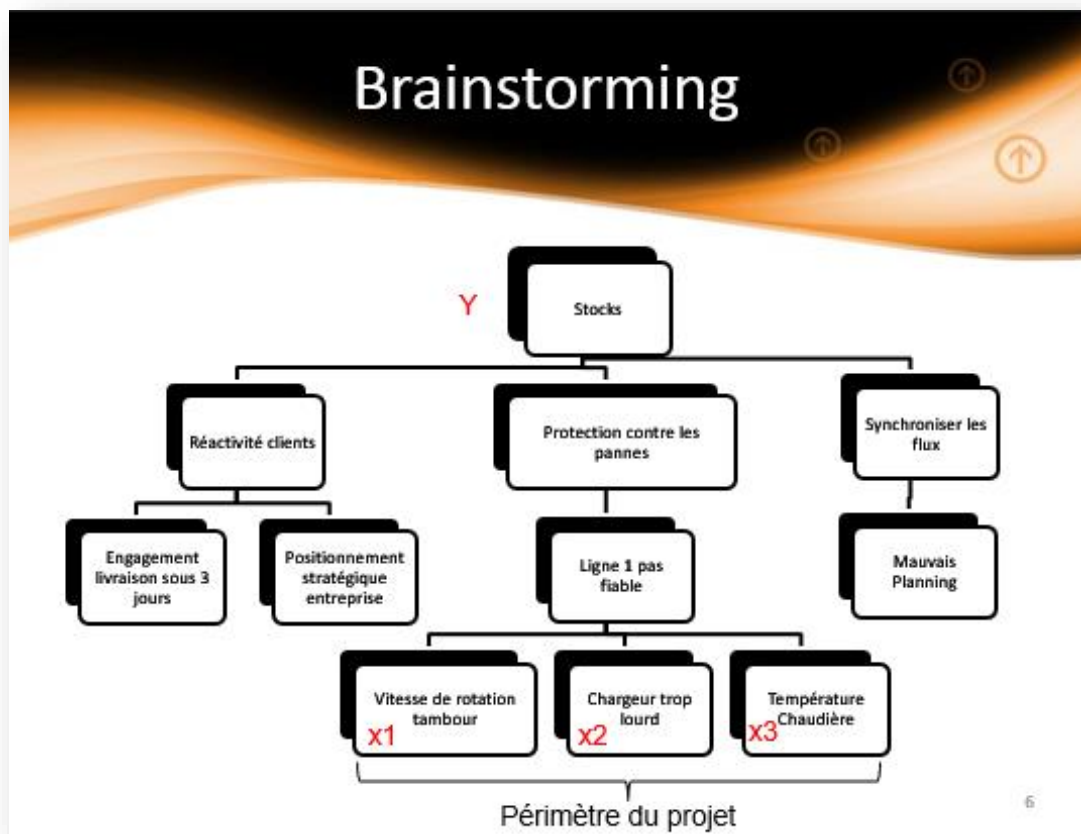 Brainstorming
Y
Stocks
Réactivité clients
Protection contre les
pannes
Synchroniser les
flux
Engagement
livraison sous 3
jours
Positionnement
stratégique
entreprise
Ligne 1 pas
fiable
Mauvais
Planning
Vitesse de rotation
tambour
x1
Chargeur trop
lourd
x2
Température
Chaudière
x3
Périmètre du projet
6